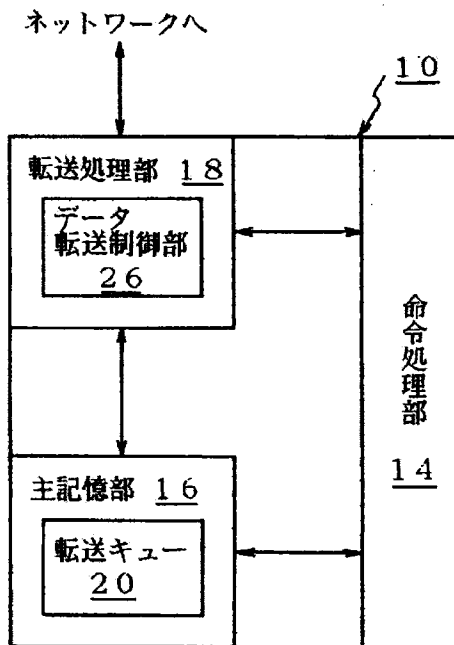 ネットワークへ
１０
転送処理部 １８
データ
転送制御部
２６
命令処理部
１４
主記憶部 １６
転送キュー
２０